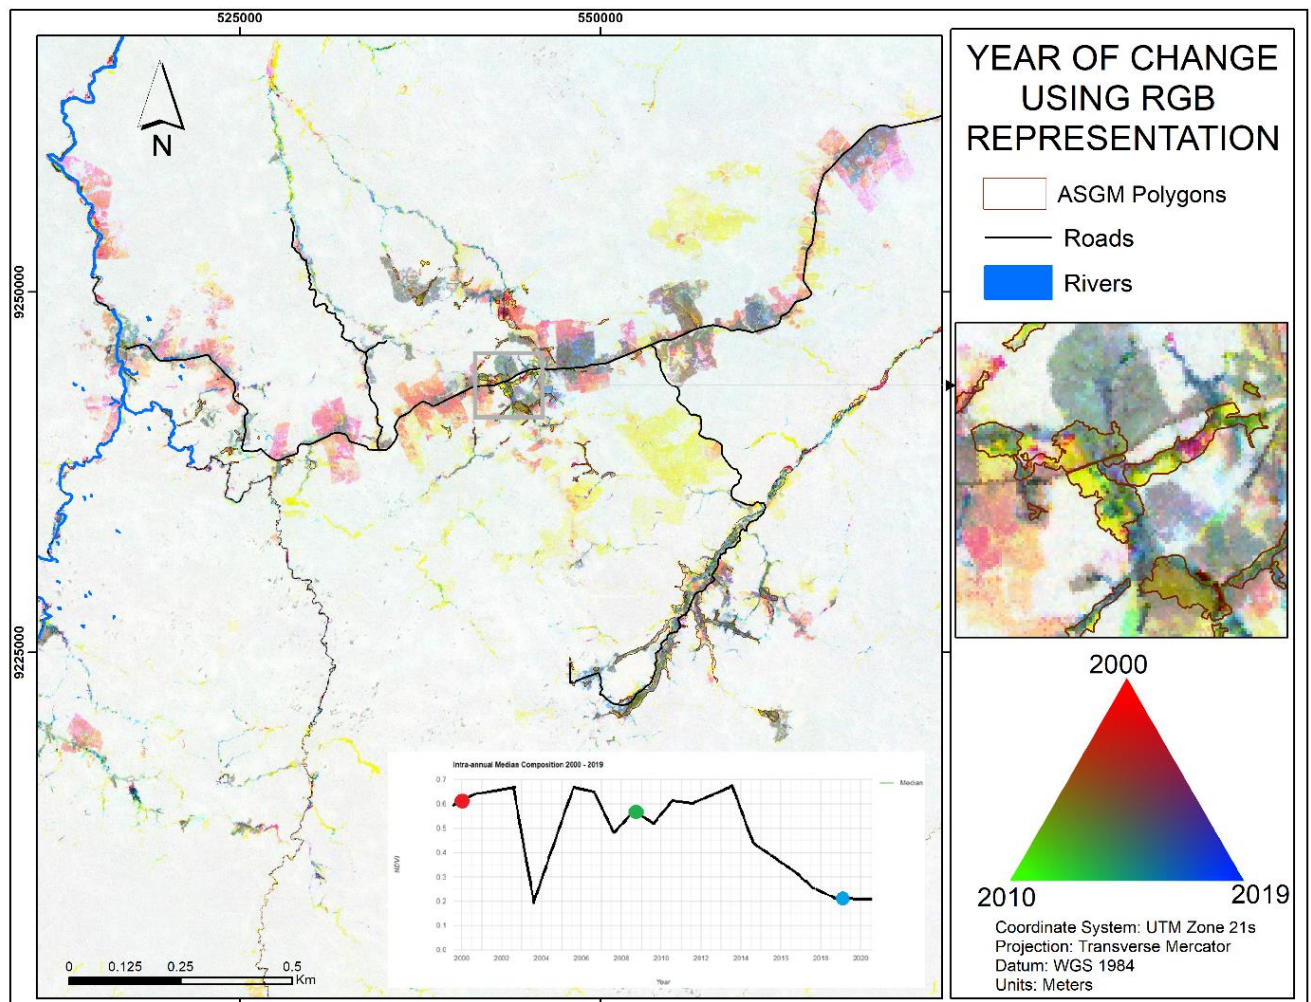 525000
550000
9250000
9225000
N
YEAR OF CHANGE
USING RGB
REPRESENTATION
ASGM Polygons
Roads
Rivers
2000
2010
2019
Coordinate System: UTM Zone 21s
Projection: Transverse Mercator
Datum: WGS 1984
Units: Meters
Intra-annual Median Composition 2000 - 2019
Median
0.7
0.6
0.5
0.4
0.3
0.2
0.1
0.0
NDVI
2000 2002 2004 2006 2008 2010 2012 2014 2016 2018 2020
Year
0 0.125 0.25 0.5
Km